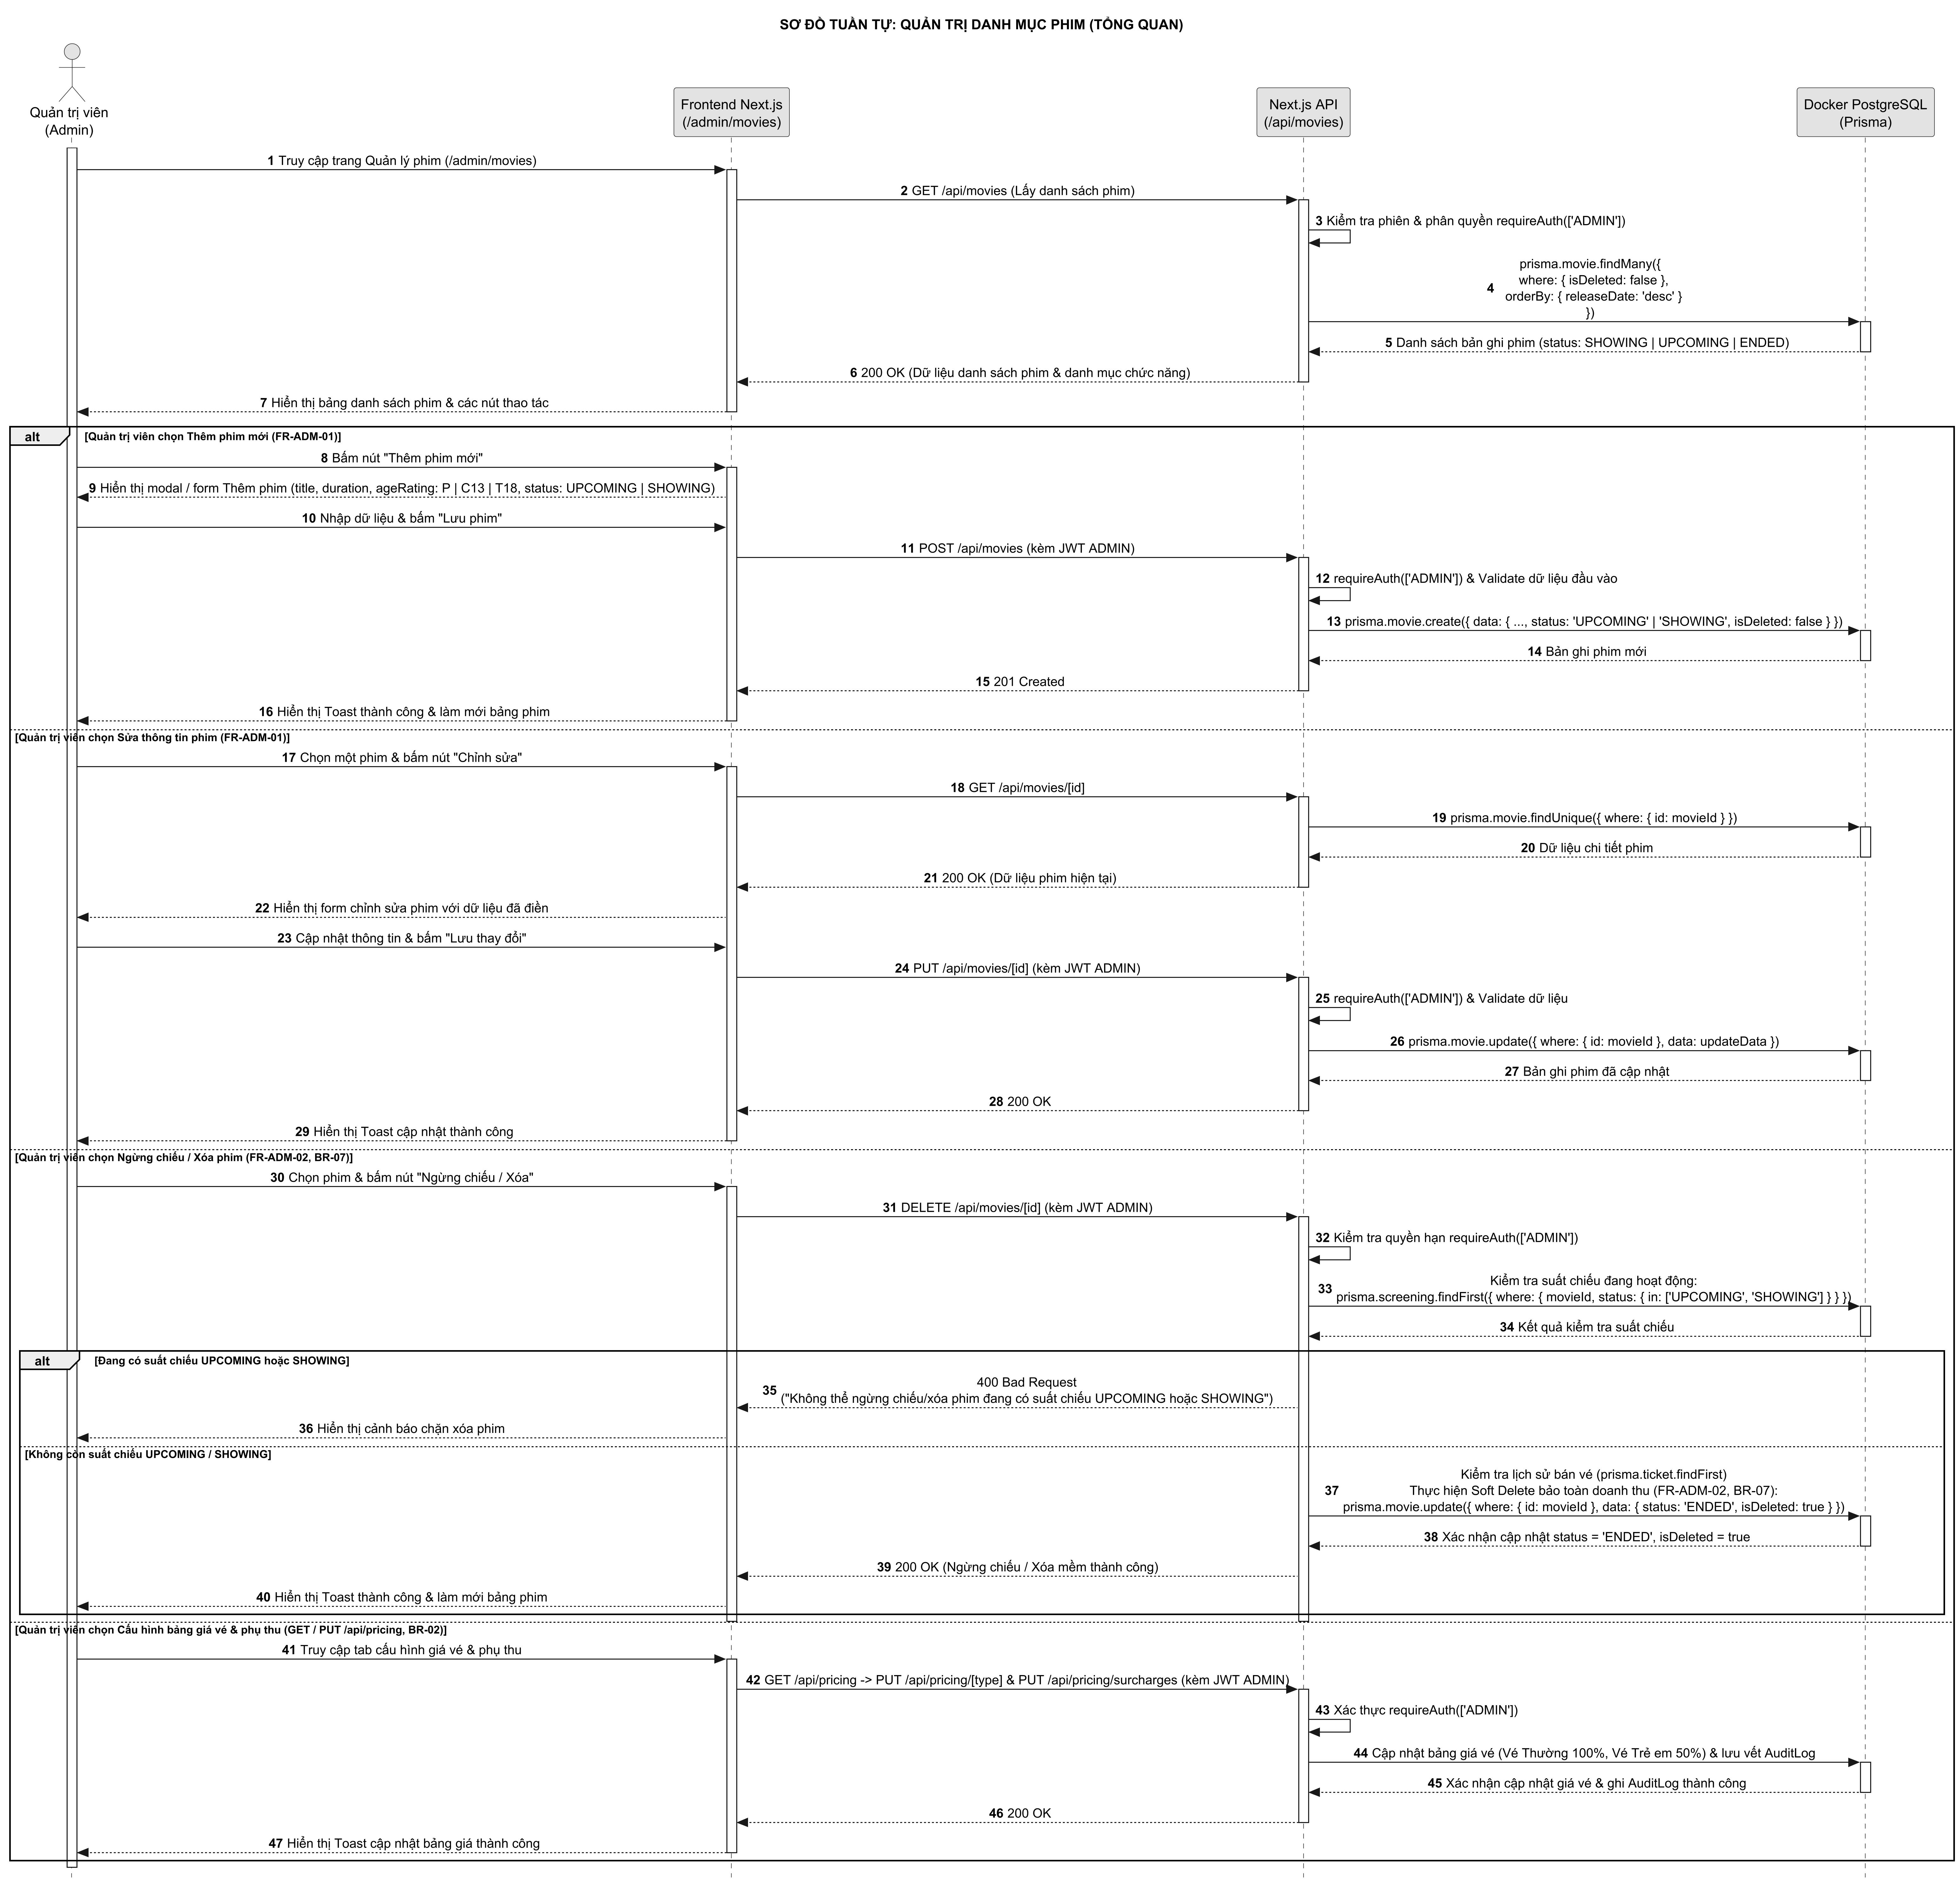 SƠ ĐỒ TUẦN TỰ: QUẢN TRỊ DANH MỤC PHIM (TỔNG QUAN)
Quản trị viên
(Admin)
Frontend Next.js
(/admin/movies)
Next.js API
(/api/movies)
Docker PostgreSQL
(Prisma)
1 Truy cập trang Quản lý phim (/admin/movies)
2 GET /api/movies (Lấy danh sách phim)
3 Kiểm tra phiên & phân quyền requireAuth(['ADMIN'])
prisma.movie.findMany({
where: { isDeleted: false },
4
orderBy: { releaseDate: 'desc' }
})
5 Danh sách bản ghi phim (status: SHOWING | UPCOMING | ENDED)
6 200 OK (Dữ liệu danh sách phim & danh mục chức năng)
7 Hiển thị bảng danh sách phim & các nút thao tác
alt [Quản trị viên chọn Thêm phim mới (FR-ADM-01)]
8 Bấm nút "Thêm phim mới"
9 Hiển thị modal / form Thêm phim (title, duration, ageRating: P | C13 | T18, status: UPCOMING | SHOWING)
10 Nhập dữ liệu & bấm "Lưu phim"
11 POST /api/movies (kèm JWT ADMIN)
12 requireAuth(['ADMIN']) & Validate dữ liệu đầu vào
13 prisma.movie.create({ data: { ..., status: 'UPCOMING' | 'SHOWING', isDeleted: false } })
14 Bản ghi phim mới
15 201 Created
16 Hiển thị Toast thành công & làm mới bảng phim
[Quản trị viên chọn Sửa thông tin phim (FR-ADM-01)]
17 Chọn một phim & bấm nút "Chỉnh sửa"
18 GET /api/movies/[id]
19 prisma.movie.findUnique({ where: { id: movieId } })
20 Dữ liệu chi tiết phim
21 200 OK (Dữ liệu phim hiện tại)
22 Hiển thị form chỉnh sửa phim với dữ liệu đã điền
23 Cập nhật thông tin & bấm "Lưu thay đổi"
24 PUT /api/movies/[id] (kèm JWT ADMIN)
25 requireAuth(['ADMIN']) & Validate dữ liệu
26 prisma.movie.update({ where: { id: movieId }, data: updateData })
27 Bản ghi phim đã cập nhật
28 200 OK
29 Hiển thị Toast cập nhật thành công
[Quản trị viên chọn Ngừng chiếu / Xóa phim (FR-ADM-02, BR-07)]
30 Chọn phim & bấm nút "Ngừng chiếu / Xóa"
31 DELETE /api/movies/[id] (kèm JWT ADMIN)
32 Kiểm tra quyền hạn requireAuth(['ADMIN'])
Kiểm tra suất chiếu đang hoạt động:
33 prisma.screening.findFirst({ where: { movieId, status: { in: ['UPCOMING', 'SHOWING'] } } })
34 Kết quả kiểm tra suất chiếu
alt [Đang có suất chiếu UPCOMING hoặc SHOWING]
400 Bad Request
35 ("Không thể ngừng chiếu/xóa phim đang có suất chiếu UPCOMING hoặc SHOWING")
36 Hiển thị cảnh báo chặn xóa phim
[Không còn suất chiếu UPCOMING / SHOWING]
Kiểm tra lịch sử bán vé (prisma.ticket.findFirst)
37 Thực hiện Soft Delete bảo toàn doanh thu (FR-ADM-02, BR-07):
prisma.movie.update({ where: { id: movieId }, data: { status: 'ENDED', isDeleted: true } })
38 Xác nhận cập nhật status = 'ENDED', isDeleted = true
39 200 OK (Ngừng chiếu / Xóa mềm thành công)
40 Hiển thị Toast thành công & làm mới bảng phim
[Quản trị viên chọn Cấu hình bảng giá vé & phụ thu (GET / PUT /api/pricing, BR-02)]
41 Truy cập tab cấu hình giá vé & phụ thu
42 GET /api/pricing -> PUT /api/pricing/[type] & PUT /api/pricing/surcharges (kèm JWT ADMIN)
43 Xác thực requireAuth(['ADMIN'])
44 Cập nhật bảng giá vé (Vé Thường 100%, Vé Trẻ em 50%) & lưu vết AuditLog
45 Xác nhận cập nhật giá vé & ghi AuditLog thành công
46 200 OK
47 Hiển thị Toast cập nhật bảng giá thành công